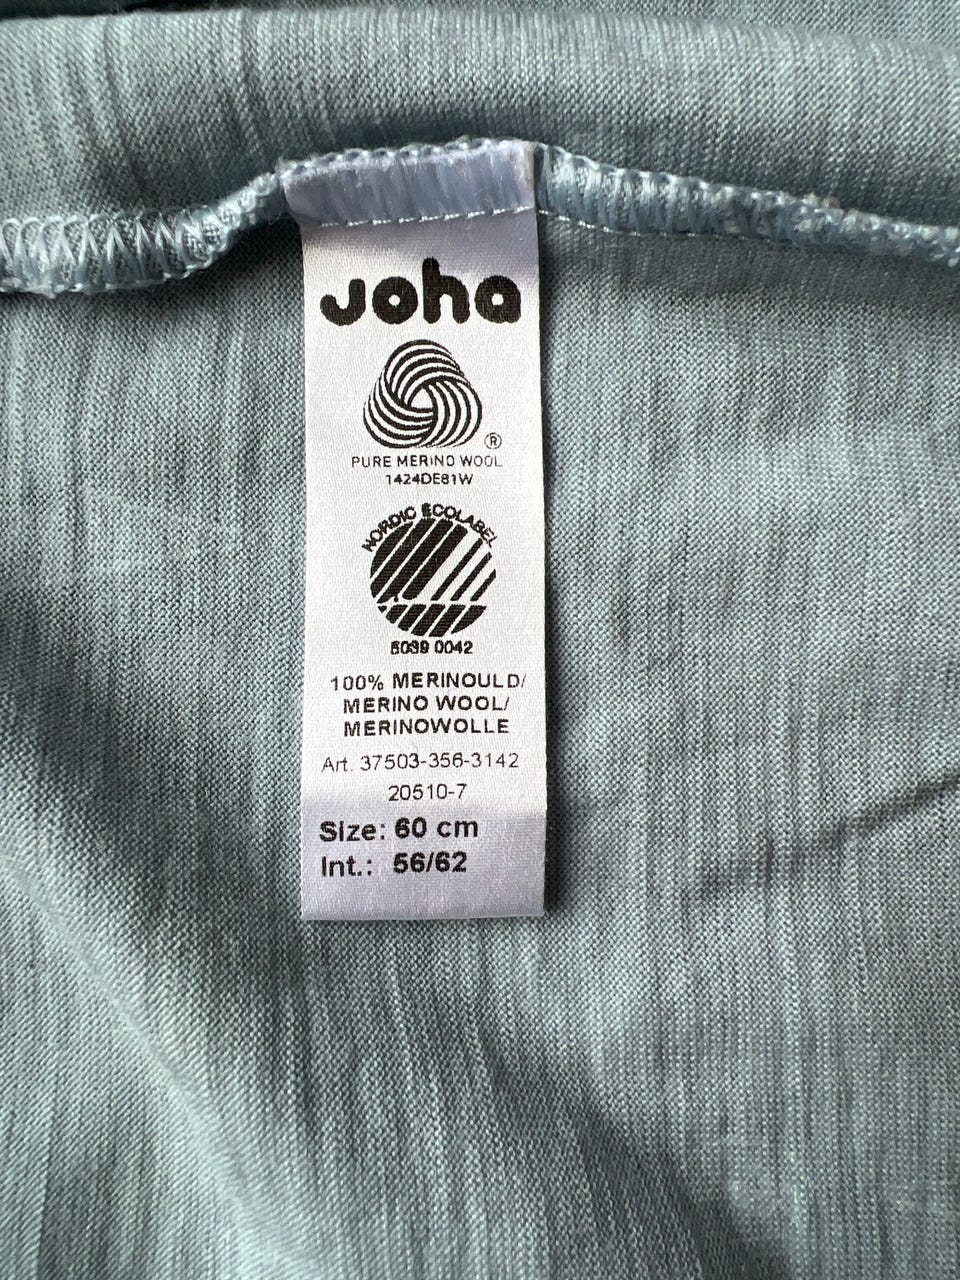 Joha
®
PURE MERINO WOOL
1424DE81W
NORDIC ECOLABEL
5039 0042
100% MERINOULD/
MERINO WOOL/
MERINOWOLLE
Art. 37503-356-3142
20510-7
Size: 60 cm
Int.: 56/62